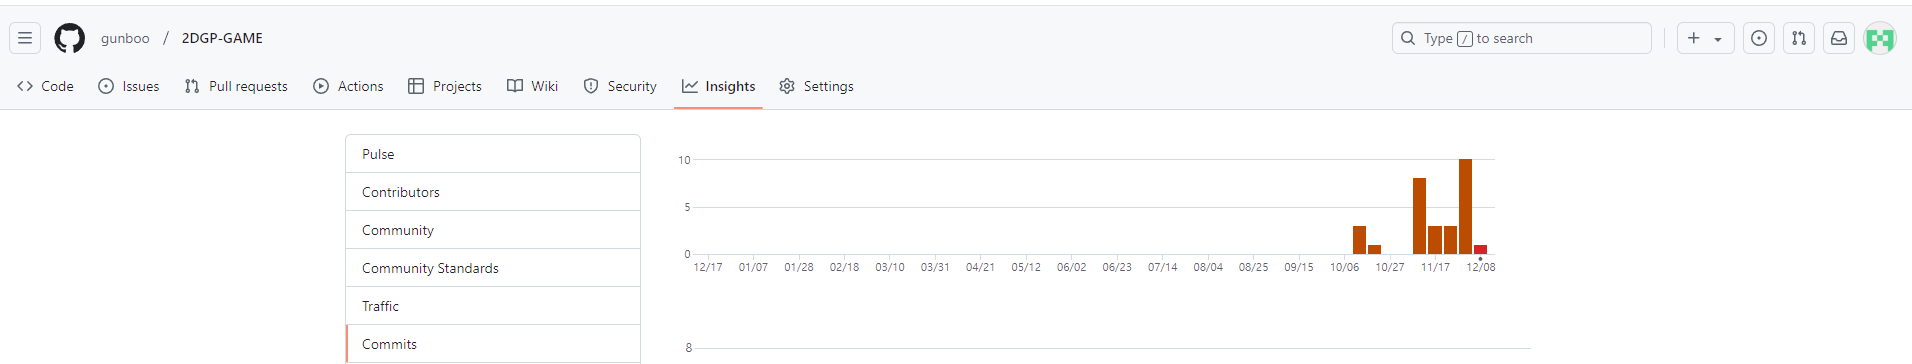 gunboo / 2DGP-GAME
Type / to search
Code Issues Pull requests Actions Projects Wiki Security Insights Settings
Pulse
Contributors
Community
Community Standards
Traffic
Commits
10
5
0
12/17 01/07 01/28 02/18 03/10 03/31 04/21 05/12 06/02 06/23 07/14 08/04 08/25 09/15 10/06 10/27 11/17 12/08
8